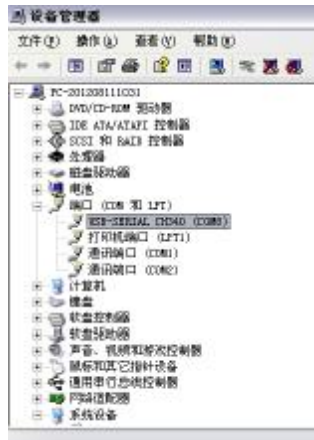 设备管理器
文件(F) 操作(A) 查看(V) 帮助(H)
PC-201208111031
DVD/CD-ROM 驱动器
IDE ATA/ATAPI 控制器
SCSI 和 RAID 控制器
处理器
磁盘驱动器
电池
端口 (COM 和 LPT)
USB-SERIAL CH340 (COM3)
打印机端口 (LPT1)
通讯端口 (COM1)
通讯端口 (COM2)
计算机
键盘
软盘控制器
软盘驱动器
声音、视频和游戏控制器
鼠标和其它指针设备
通用串行总线控制器
网络适配器
系统设备